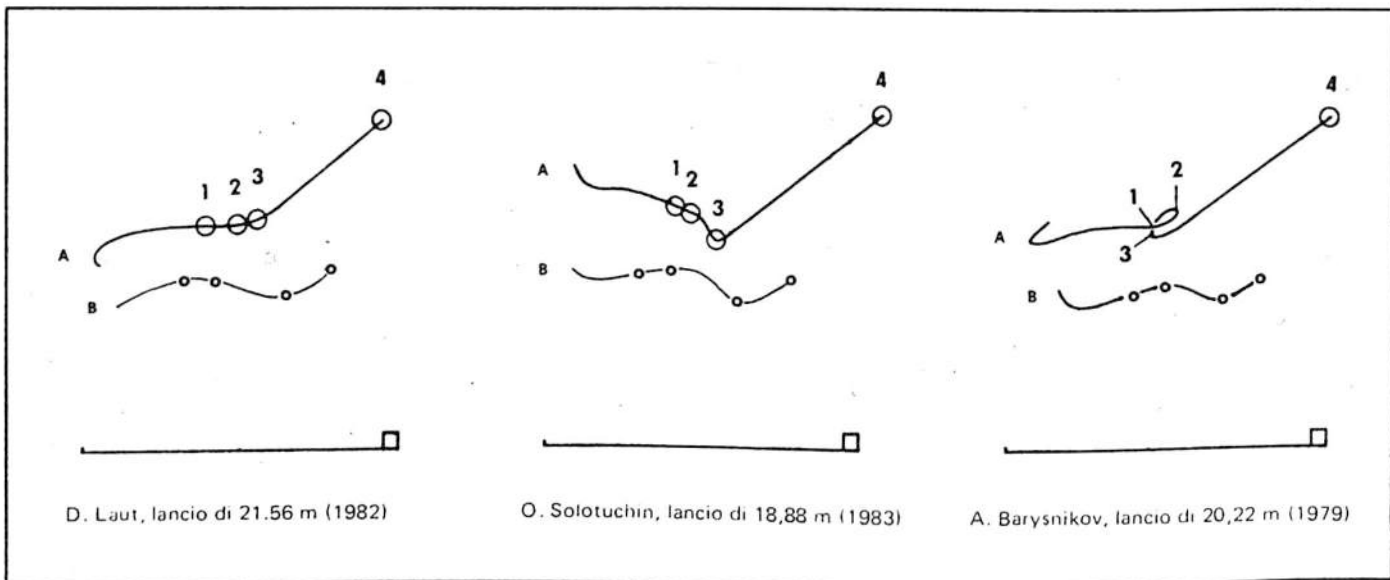 4
1 2 3
A
B
D. Laut, lancio di 21.56 m (1982)
4
A
1
2
3
B
O. Solotuchin, lancio di 18,88 m (1983)
4
2
1
A
3
B
A. Barysnikov, lancio di 20,22 m (1979)